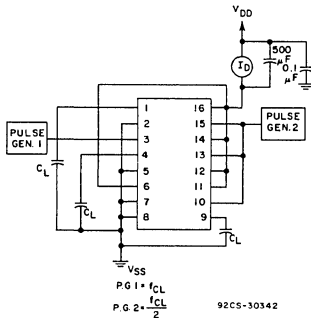 VDD
500
μF
ID
0.1
μF
1 16
2 15
3 14
4 13
5 12
6 11
7 10
8 9
PULSE
GEN. 1
PULSE
GEN. 2
CL
CL
CL
VSS
P.G 1 = fCL
P.G. 2 = fCL
2
92CS-30342